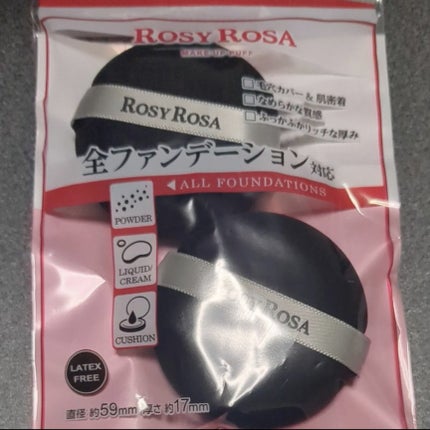 ROSY ROSA
MAKE UP PUFF
毛穴カバー & 肌密着
なめらかな質感
ふっかふかリッチな厚み
ROSY ROSA
全ファンデーション対応
◀ALL FOUNDATIONS
POWDER
LIQUID/
CREAM
CUSHION
ROSY ROSA
LATEX
FREE
直径 約59mm 厚さ 約17mm